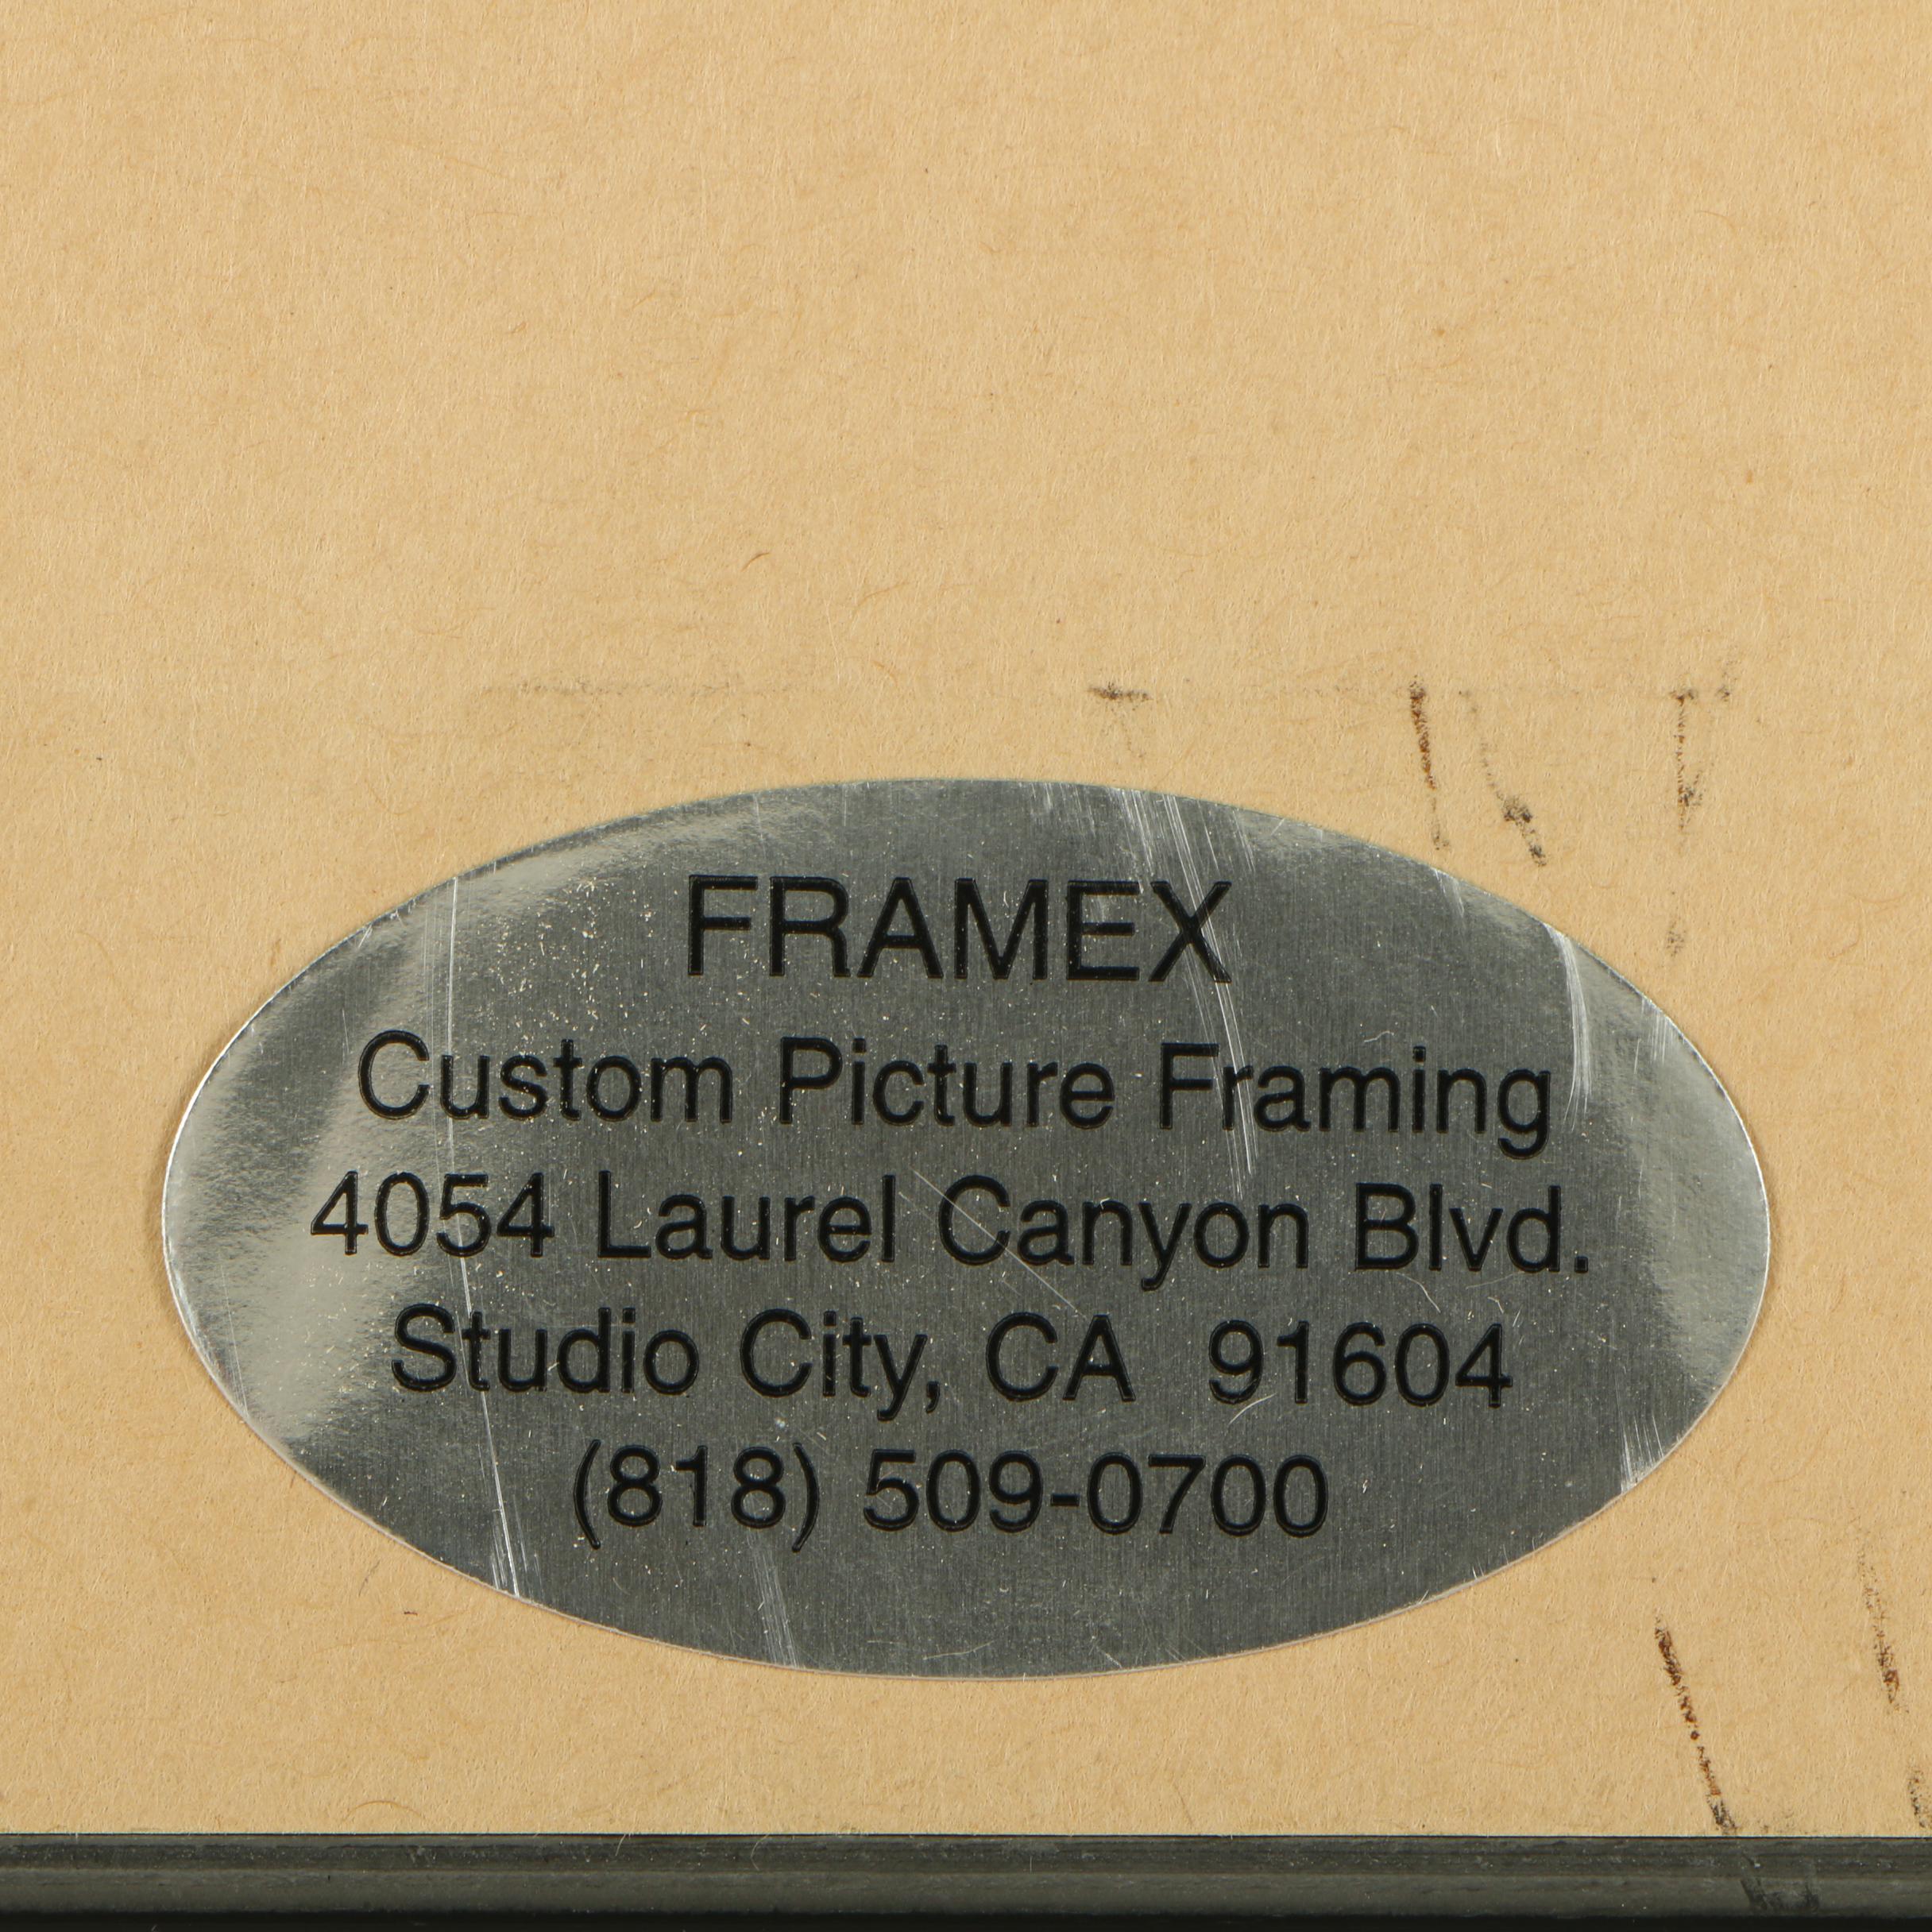 FRAMEX
Custom Picture Framing
4054 Laurel Canyon Blvd.
Studio City, CA  91604
(818) 509-0700